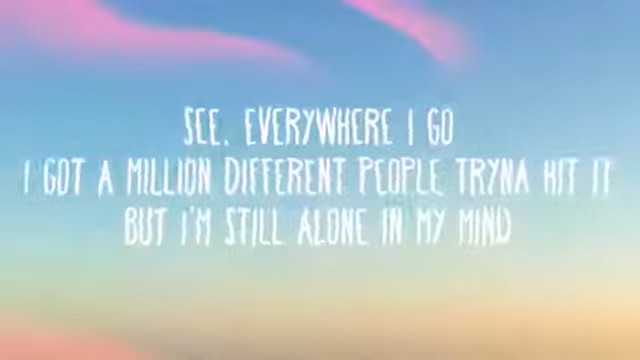 SEE, EVERYWHERE I GO
I GOT A MILLION DIFFERENT PEOPLE TRYNA HIT IT
BUT I'M STILL ALONE IN MY MIND